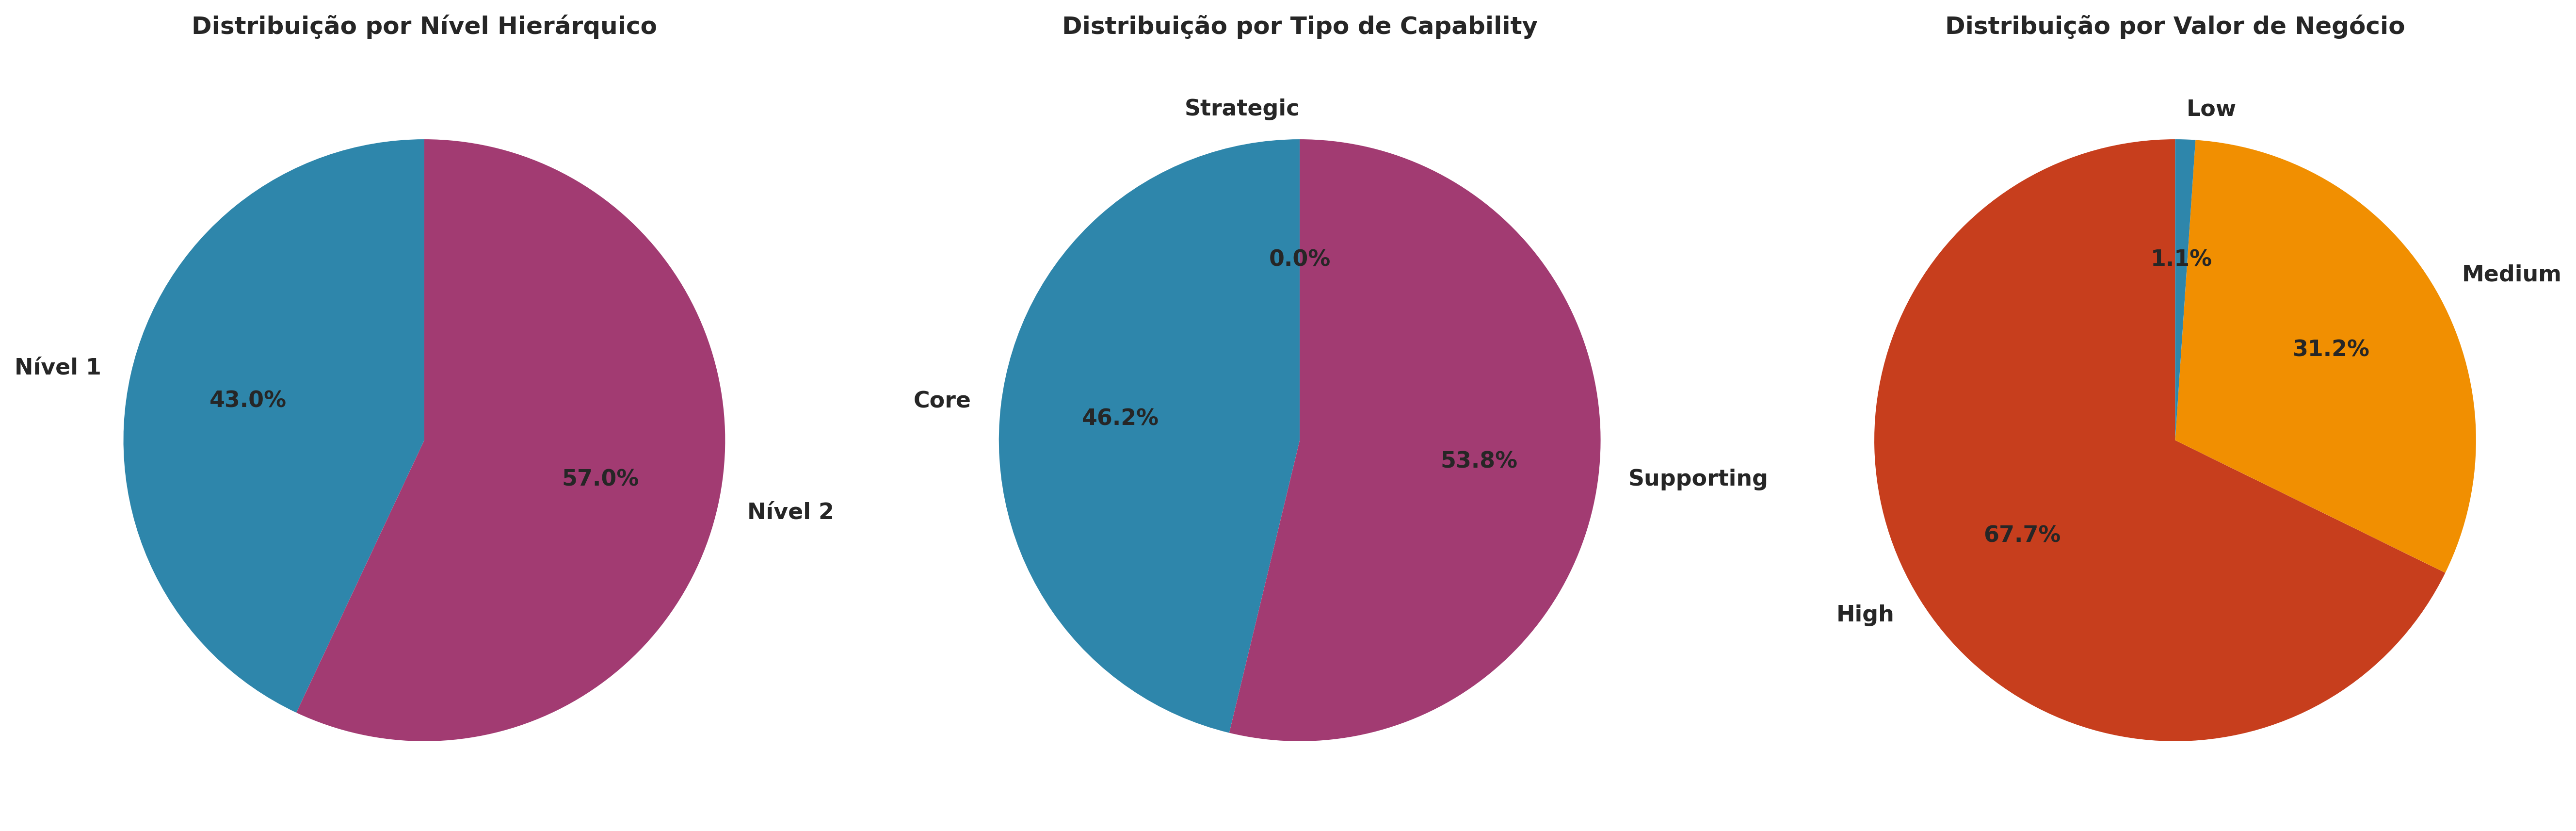 Distribuição por Nível Hierárquico
Nível 1
43.0%
57.0%
Nível 2
Distribuição por Tipo de Capability
Strategic
0.0%
Core
46.2%
53.8%
Supporting
Distribuição por Valor de Negócio
Low
1.1%
Medium
31.2%
67.7%
High